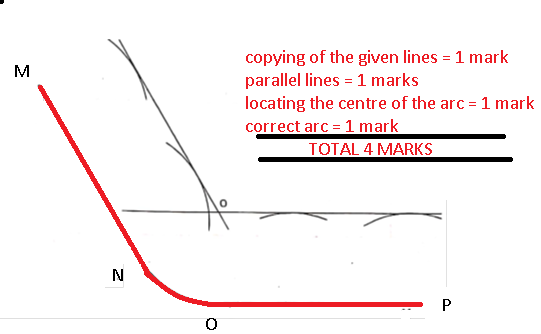 copying of the given lines = 1 mark
M
parallel lines = 1 marks
locating the centre of the arc = 1 mark
correct arc = 1 mark
TOTAL 4 MARKS
o
N
P
O